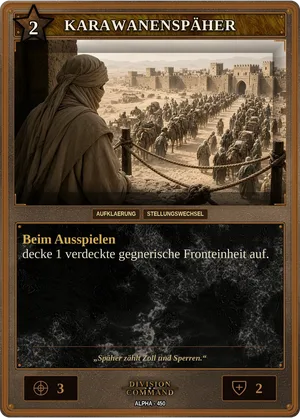 2
KARAWANENSPÄHER
AUFKLAERUNG STELLUNGSWECHSEL
Beim Ausspielen
decke 1 verdeckte gegnerische Fronteinheit auf.
„Späher zählt Zoll und Sperren.“
3
DIVISION
COMMAND
ALPHA : 450
2